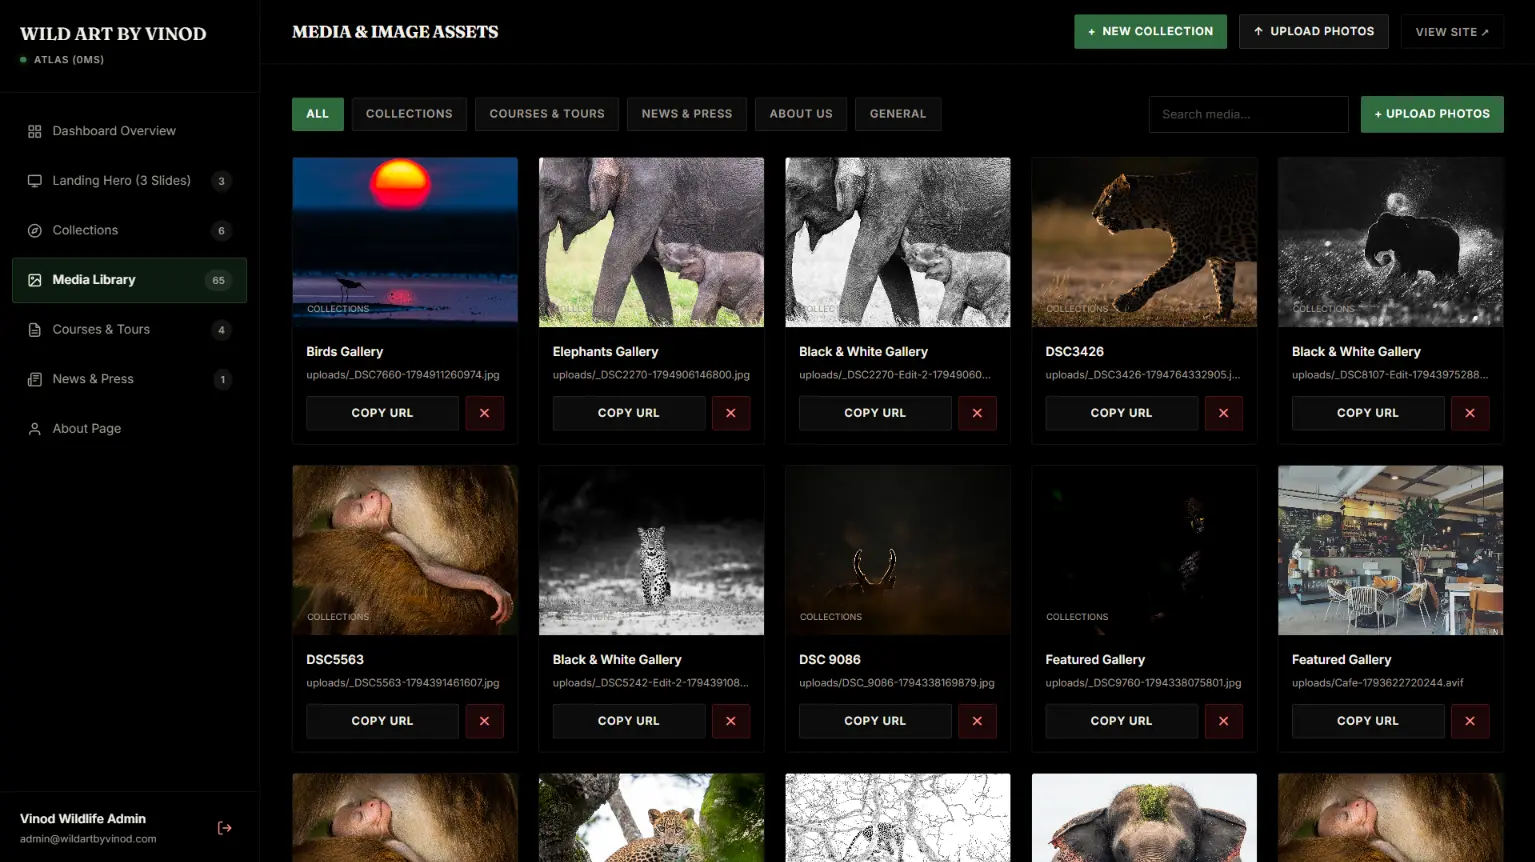 WILD ART BY VINOD
ATLAS (0MS)
Dashboard Overview
Landing Hero (3 Slides) 3
Collections 6
Media Library 65
Courses & Tours 4
News & Press 1
About Page
Vinod Wildlife Admin
admin@wildartbyvinod.com
MEDIA & IMAGE ASSETS
+ NEW COLLECTION
↑ UPLOAD PHOTOS
VIEW SITE ↗
ALL
COLLECTIONS
COURSES & TOURS
NEWS & PRESS
ABOUT US
GENERAL
Search media...
+ UPLOAD PHOTOS
COLLECTIONS
COLLECTIONS
COLLECTIONS
COLLECTIONS
COLLECTIONS
Birds Gallery
uploads/_DSC7660-1794911260974.jpg
COPY URL ✕
Elephants Gallery
uploads/_DSC2270-1794906146800.jpg
COPY URL ✕
Black & White Gallery
uploads/_DSC2270-Edit-2-17949060...
COPY URL ✕
DSC3426
uploads/_DSC3426-1794764332905.j...
COPY URL ✕
Black & White Gallery
uploads/_DSC8107-Edit-17943975288...
COPY URL ✕
COLLECTIONS
COLLECTIONS
COLLECTIONS
COLLECTIONS
DSC5563
uploads/_DSC5563-1794391461607.jpg
COPY URL ✕
Black & White Gallery
uploads/_DSC5242-Edit-2-179439108...
COPY URL ✕
DSC 9086
uploads/DSC_9086-1794338169879.jpg
COPY URL ✕
Featured Gallery
uploads/_DSC9760-1794338075801.jpg
COPY URL ✕
Featured Gallery
uploads/Cafe-1793622720244.avif
COPY URL ✕